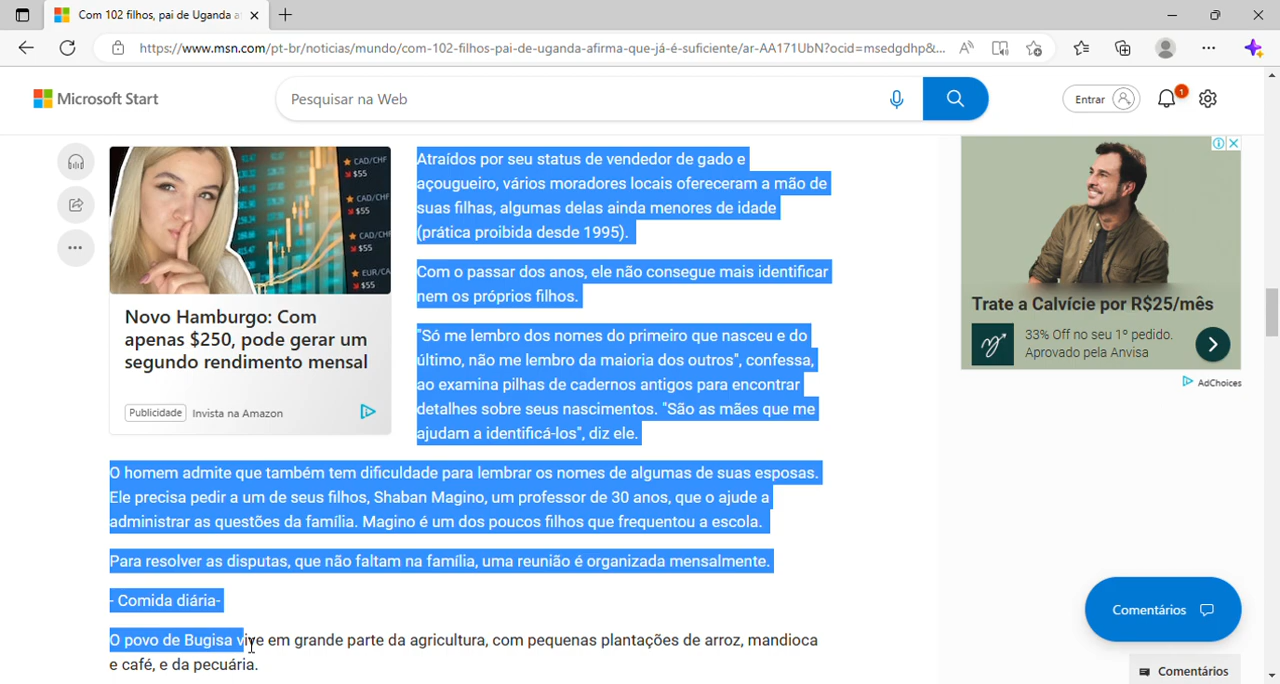 Com 102 filhos, pai de Uganda a
https://www.msn.com/pt-br/noticias/mundo/com-102-filhos-pai-de-uganda-afirma-que-já-é-suficiente/ar-AA171UbN?ocid=msedgdhp&...
Microsoft Start
Pesquisar na Web
Entrar
1
CAD/CHF
$55
CAD/CHF
$55
CAD/CHF
$55
EUR/CA
$55
Novo Hamburgo: Com
apenas $250, pode gerar um
segundo rendimento mensal
Publicidade Invista na Amazon
Atraídos por seu status de vendedor de gado e
açougueiro, vários moradores locais ofereceram a mão de
suas filhas, algumas delas ainda menores de idade
(prática proibida desde 1995).
Com o passar dos anos, ele não consegue mais identificar
nem os próprios filhos.
"Só me lembro dos nomes do primeiro que nasceu e do
último, não me lembro da maioria dos outros", confessa,
ao examina pilhas de cadernos antigos para encontrar
detalhes sobre seus nascimentos. "São as mães que me
ajudam a identificá-los", diz ele.
O homem admite que também tem dificuldade para lembrar os nomes de algumas de suas esposas.
Ele precisa pedir a um de seus filhos, Shaban Magino, um professor de 30 anos, que o ajude a
administrar as questões da família. Magino é um dos poucos filhos que frequentou a escola.
Para resolver as disputas, que não faltam na família, uma reunião é organizada mensalmente.
- Comida diária-
O povo de Bugisa vive em grande parte da agricultura, com pequenas plantações de arroz, mandioca
e café, e da pecuária.
Trate a Calvície por R$25/mês
33% Off no seu 1º pedido.
Aprovado pela Anvisa
AdChoices
Comentários
Comentários